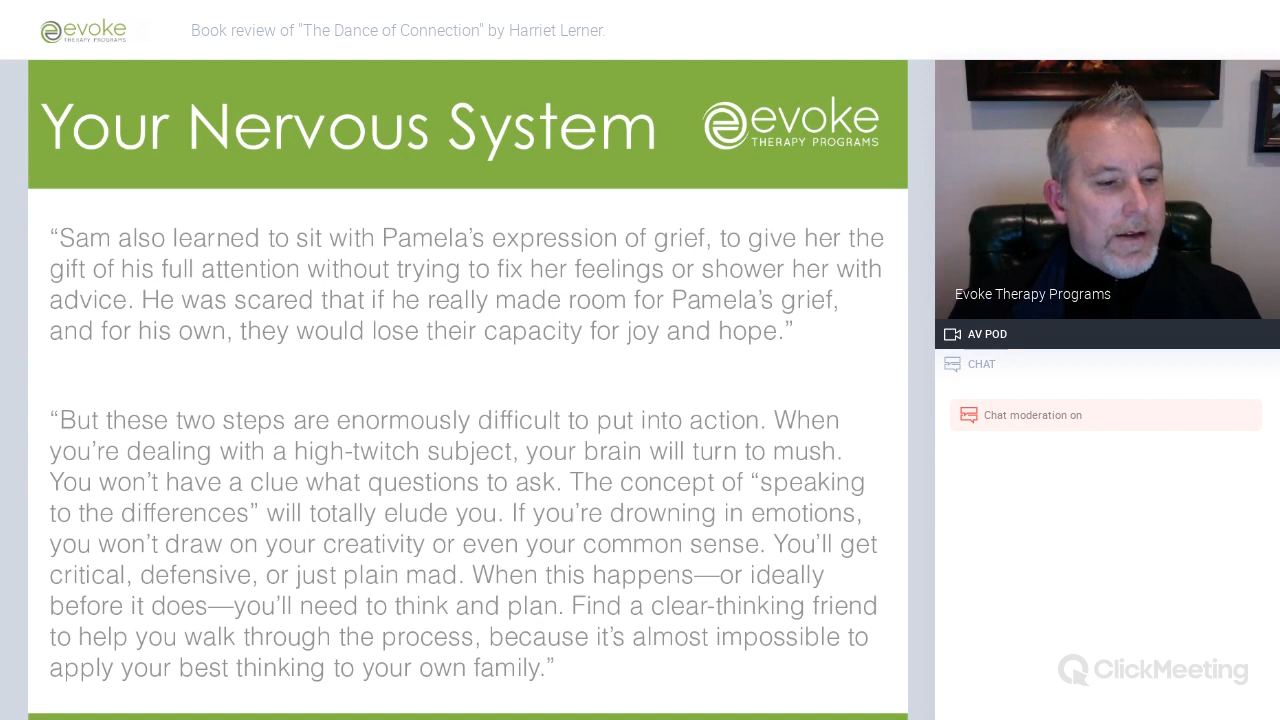 evoke
THERAPY PROGRAMS
Book review of "The Dance of Connection" by Harriet Lerner.
Your Nervous System
evoke
THERAPY PROGRAMS
“Sam also learned to sit with Pamela’s expression of grief, to give her the
gift of his full attention without trying to fix her feelings or shower her with
advice. He was scared that if he really made room for Pamela’s grief,
and for his own, they would lose their capacity for joy and hope.”
“But these two steps are enormously difficult to put into action. When
you’re dealing with a high-twitch subject, your brain will turn to mush.
You won’t have a clue what questions to ask. The concept of “speaking
to the differences” will totally elude you. If you’re drowning in emotions,
you won’t draw on your creativity or even your common sense. You’ll get
critical, defensive, or just plain mad. When this happens—or ideally
before it does—you’ll need to think and plan. Find a clear-thinking friend
to help you walk through the process, because it’s almost impossible to
apply your best thinking to your own family.”
Evoke Therapy Programs
AV POD
CHAT
Chat moderation on
ClickMeeting